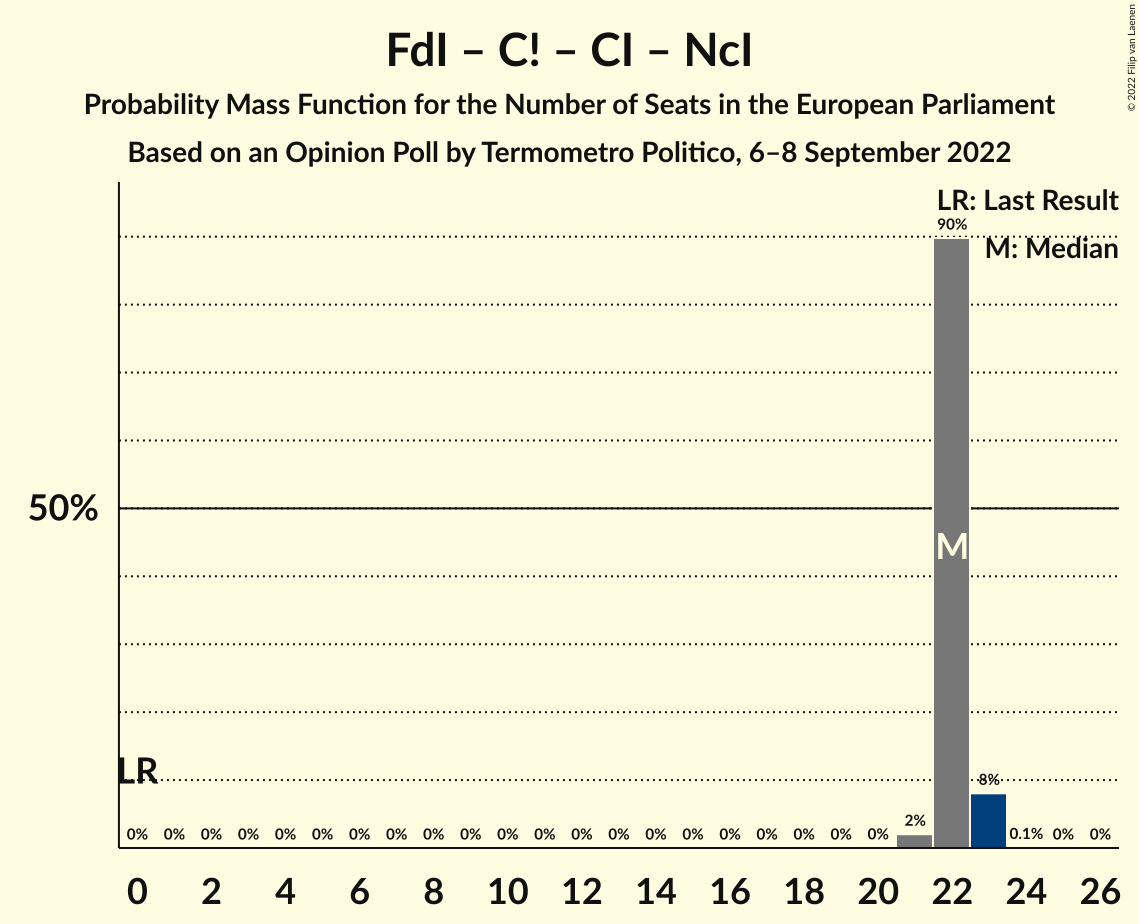 FdI – C! – CI – NcI
Probability Mass Function for the Number of Seats in the European Parliament
Based on an Opinion Poll by Termometro Politico, 6–8 September 2022
© 2022 Filip van Laenen
LR: Last Result
90%
M: Median
50%
M
LR
8%
2%
0% 0% 0% 0% 0% 0% 0% 0% 0% 0% 0% 0% 0% 0% 0% 0% 0% 0% 0% 0% 0% 0.1% 0% 0%
0 2 4 6 8 10 12 14 16 18 20 22 24 26